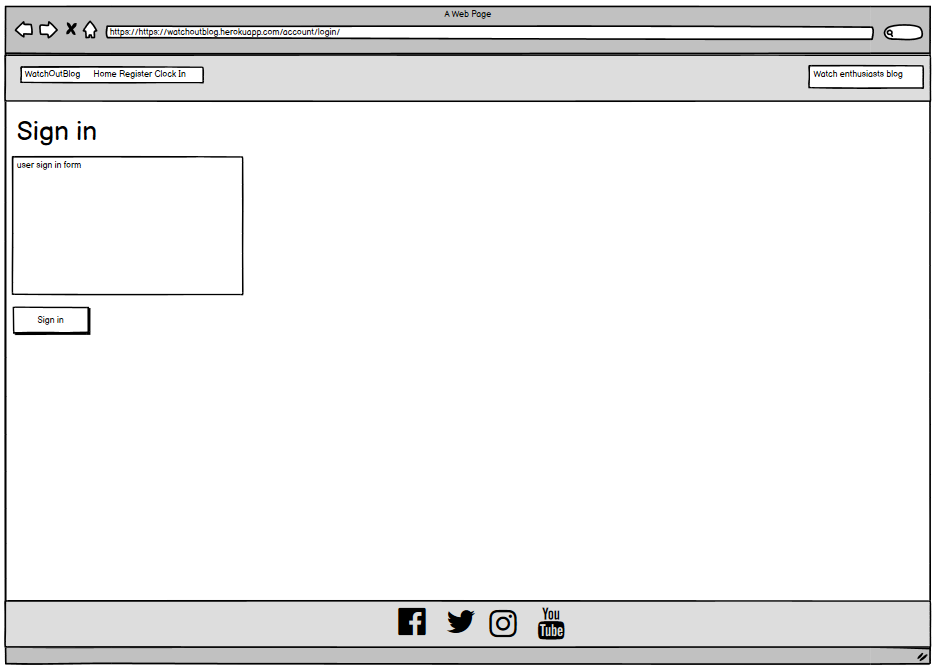 A Web Page
https://https://watchoutblog.herokuapp.com/account/login/
WatchOutBlog Home Register Clock In
Watch enthusiasts blog
Sign in
user sign in form
Sign in
You
Tube